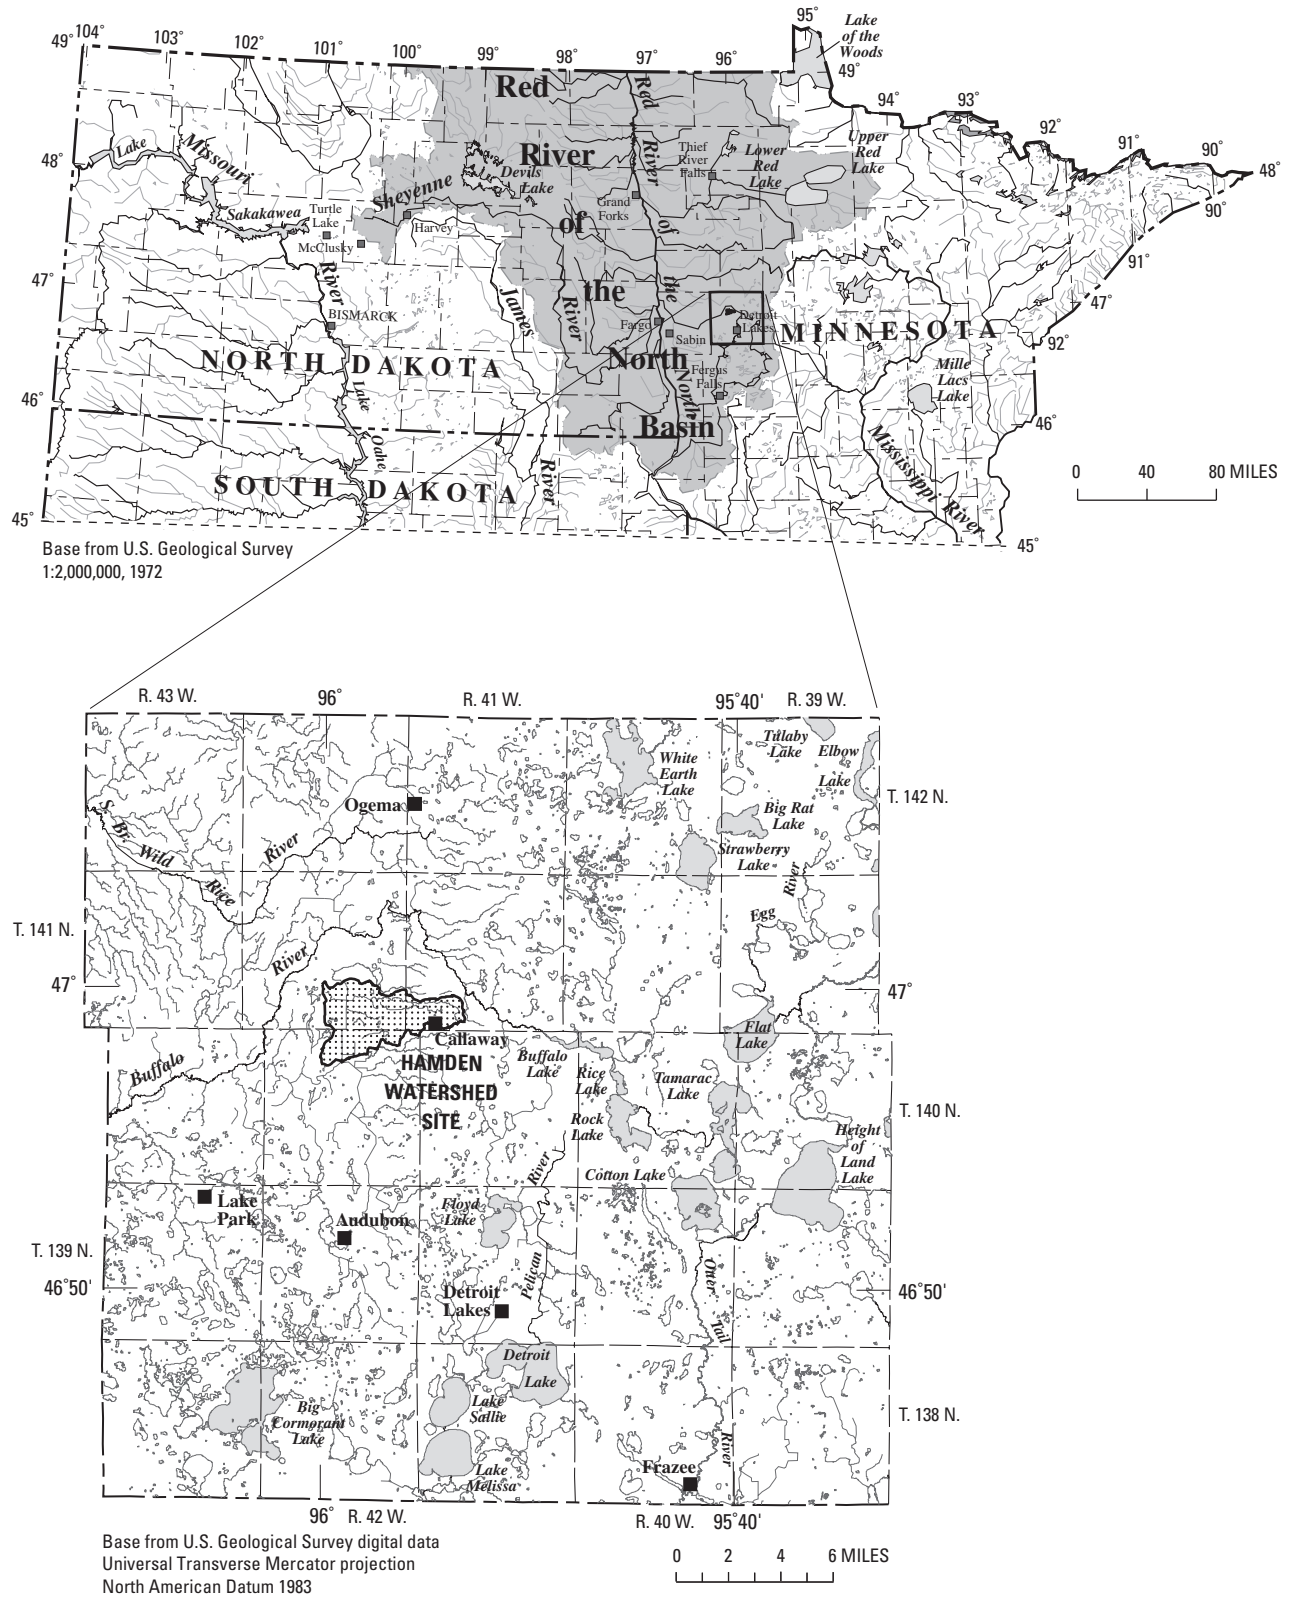 95°
Lake
of the
Woods
49°
104°
103°
102°
101°
100°
99°
98°
97°
96°
49°
94°
93°
92°
91°
90°
48°
90°
91°
47°
92°
46°
45°
48°
47°
46°
45°
Red
River
of
the
North
Basin
Red
River
of
the
North
Lake
Missouri
Sakakawea
Turtle
Lake
McClusky
Sheyenne
Harvey
Devils
Lake
Grand
Forks
Thief
River
Falls
Lower
Red
Lake
Upper
Red
Lake
River
BISMARCK
James
River
River
Fargo
Sabin
Detroit
Lakes
Fergus
Falls
MINNESOTA
Mille
Lacs
Lake
NORTH DAKOTA
Lake
Oahe
SOUTH DAKOTA
Mississippi River
0 40 80 MILES
Base from U.S. Geological Survey
1:2,000,000, 1972
R. 43 W.
96°
R. 41 W.
95°40'
R. 39 W.
Tulaby
Lake
Elbow
Lake
White
Earth
Lake
T. 142 N.
Ogema
Big Rat
Lake
S.
Br.
Wild
Rice
River
Strawberry
Lake
River
Egg
T. 141 N.
River
47°
47°
Callaway
Flat
Lake
HAMDEN
WATERSHED
SITE
Buffalo
Buffalo
Lake
Rice
Lake
Tamarac
Lake
T. 140 N.
Rock
Lake
Height
of
Land
Lake
River
Cotton Lake
Lake
Park
Floyd
Lake
Audubon
T. 139 N.
46°50'
Pelican
Otter
Tail
46°50'
Detroit
Lakes
Detroit
Lake
Lake
Sallie
Big
Cormorant
Lake
T. 138 N.
River
Lake
Melissa
Frazee
96°
R. 42 W.
R. 40 W.
95°40'
Base from U.S. Geological Survey digital data
Universal Transverse Mercator projection
North American Datum 1983
0 2 4 6 MILES